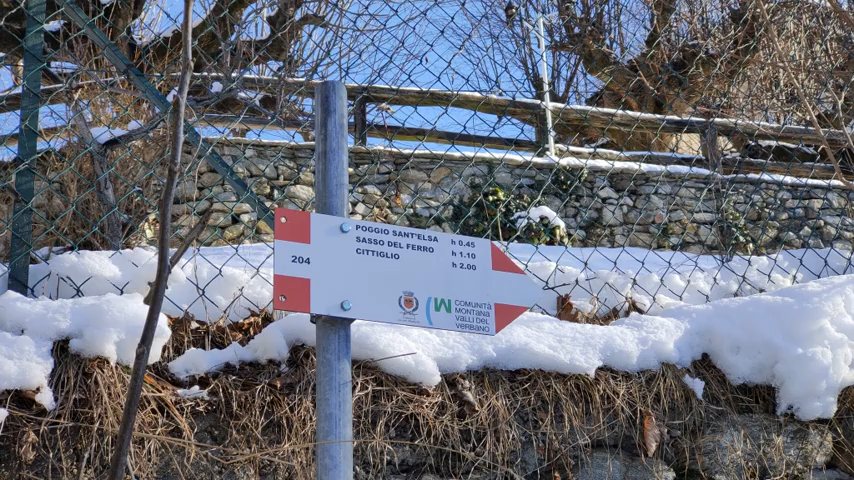 204
POGGIO SANT'ELSA h 0.45
SASSO DEL FERRO h 1.10
CITTIGLIO h 2.00
COMUNITÀ
MONTANA
VALLI DEL
VERBANO